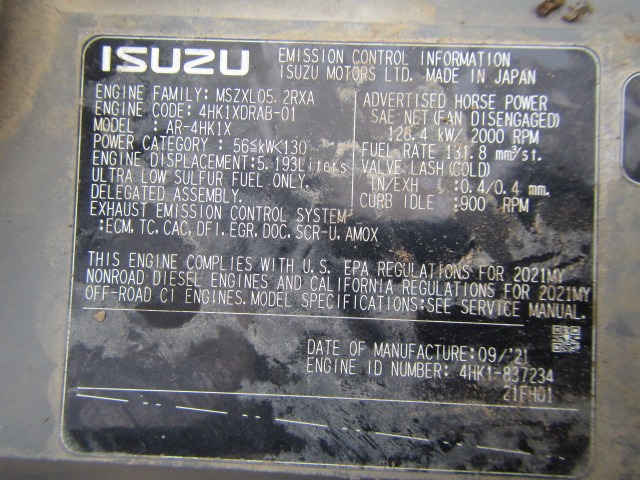 ISUZU
EMISSION CONTROL INFORMATION
ISUZU MOTORS LTD. MADE IN JAPAN
ENGINE FAMILY: MSZXL05.2RXA
ENGINE CODE: 4HK1XDRAB-01
MODEL : AR-4HK1X
POWER CATEGORY : 56≤kW<130
ENGINE DISPLACEMENT:5.193Liters
ULTRA LOW SULFUR FUEL ONLY.
DELEGATED ASSEMBLY.
EXHAUST EMISSION CONTROL SYSTEM
:ECM, TC, CAC, DFI, EGR, DOC, SCR-U, AMOX
ADVERTISED HORSE POWER
SAE NET (FAN DISENGAGED)
128.4 kW/ 2000 RPM
FUEL RATE 131.8 mm³/st.
VALVE LASH (COLD)
IN/EXH :0.4/0.4 mm.
CURB IDLE :900 RPM
THIS ENGINE COMPLIES WITH U.S. EPA REGULATIONS FOR 2021MY
NONROAD DIESEL ENGINES AND CALIFORNIA REGULATIONS FOR 2021MY
OFF-ROAD CI ENGINES. MODEL SPECIFICATIONS:SEE SERVICE MANUAL.
DATE OF MANUFACTURE:09/'21
ENGINE ID NUMBER: 4HK1-837234
21FH01